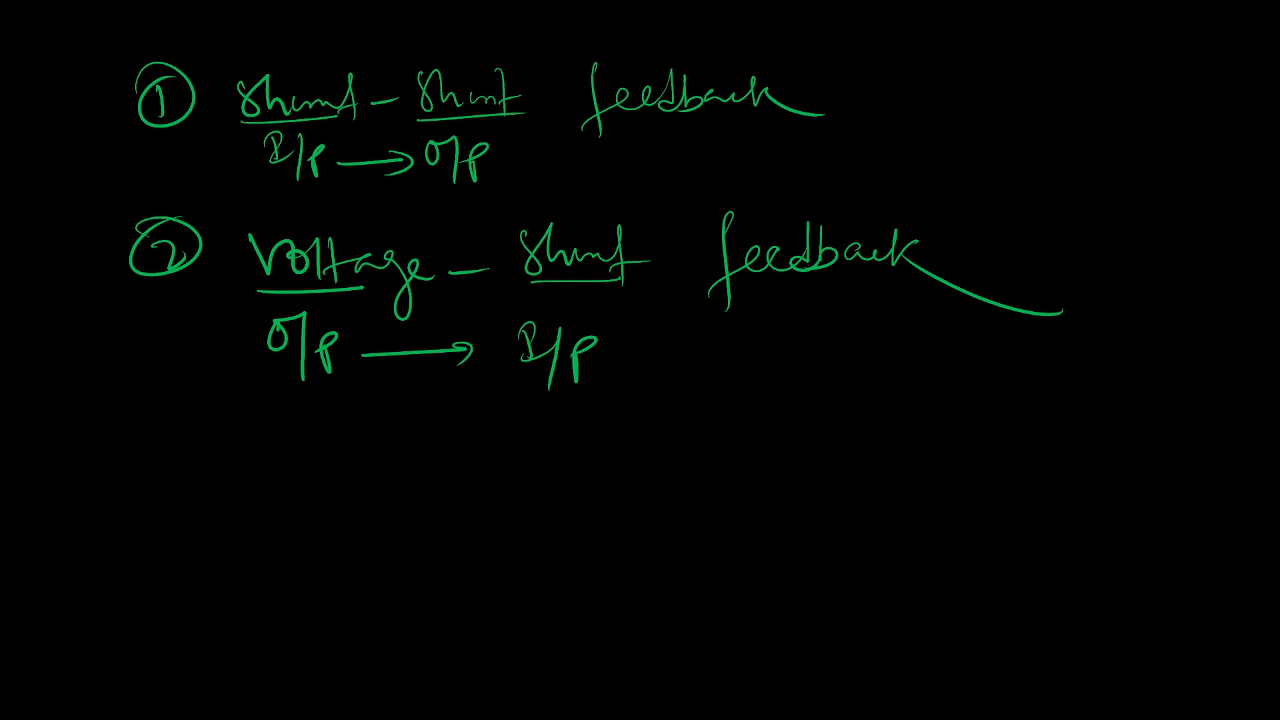 ① Shunt - Shunt feedback
I/p → O/p
② Voltage - Shunt feedback
O/p → I/p